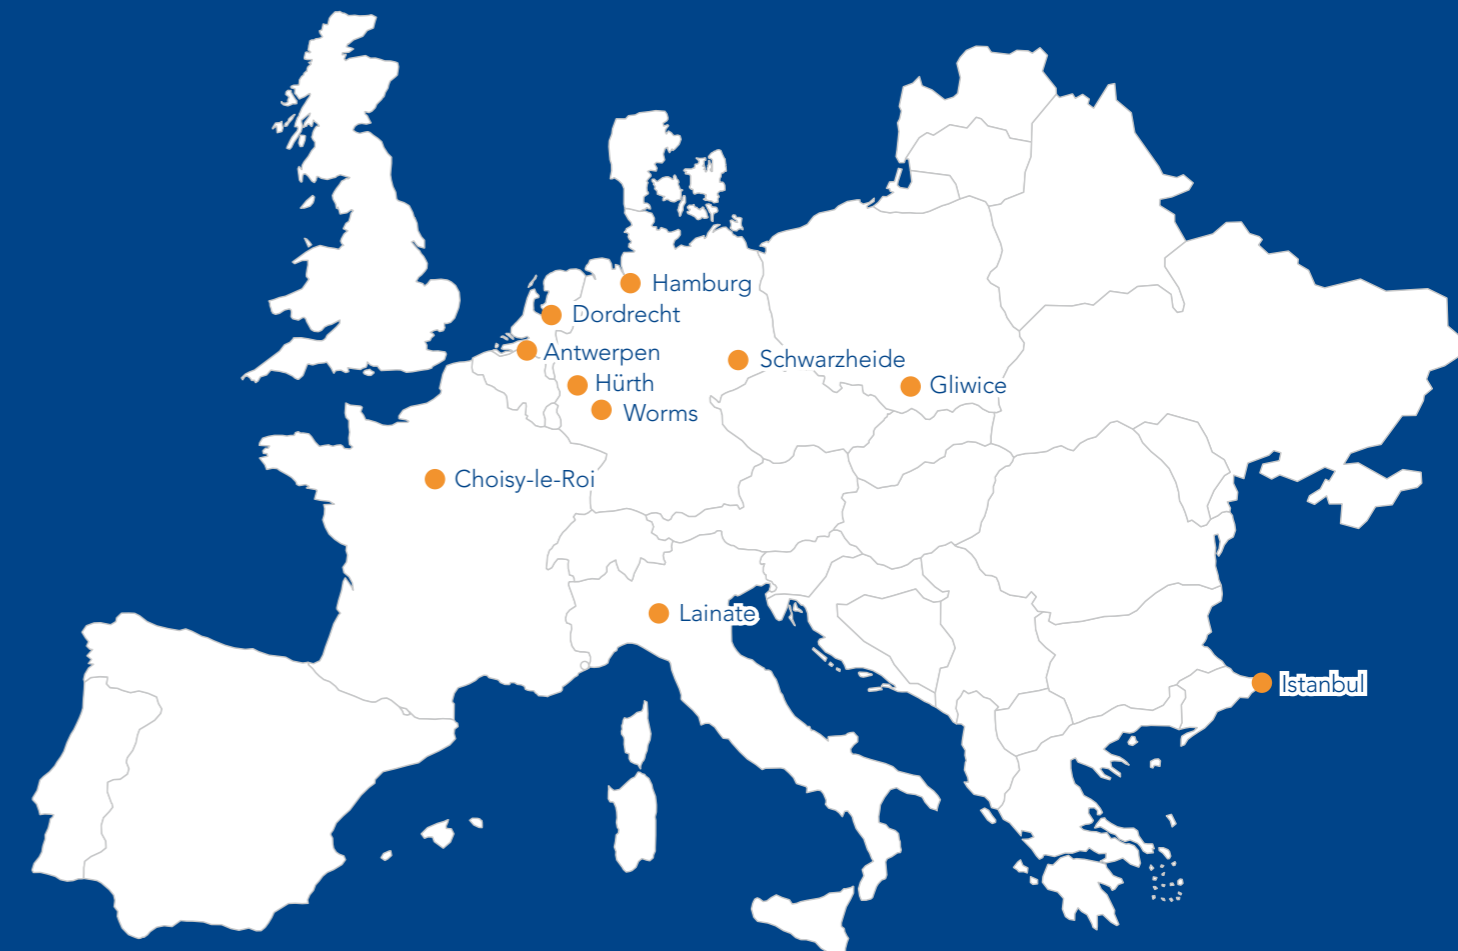 Hamburg
Dordrecht
Antwerpen
Schwarzheide
Hürth
Gliwice
Worms
Choisy-le-Roi
Lainate
Istanbul